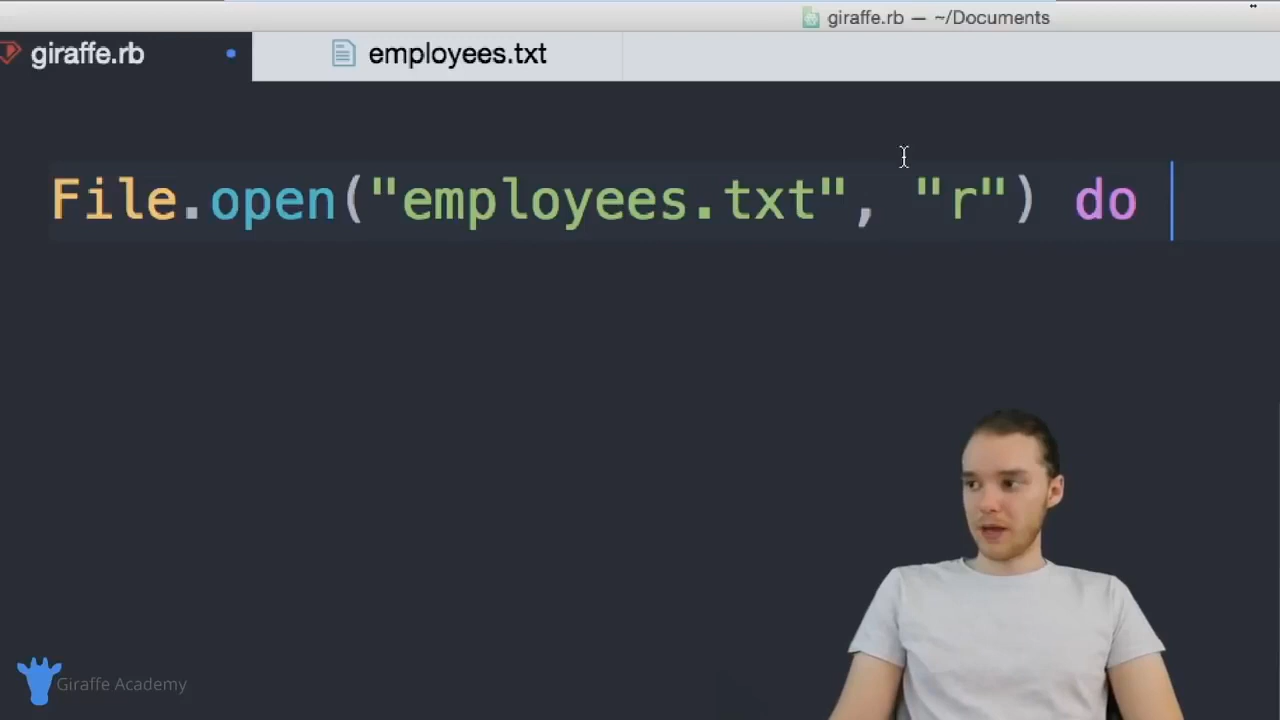 giraffe.rb — ~/Documents
giraffe.rb
employees.txt
File.open("employees.txt", "r") do
Giraffe Academy